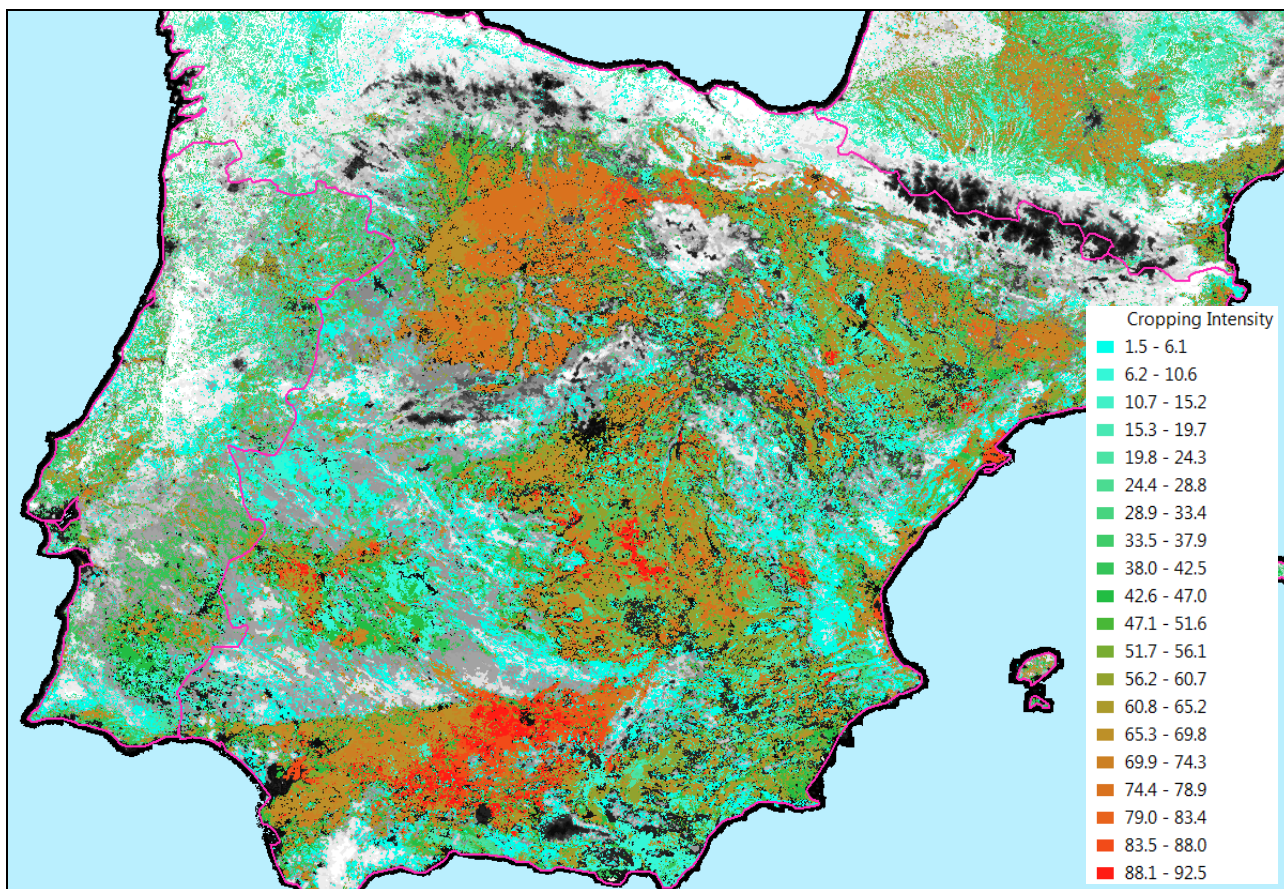 Cropping Intensity
1.5 - 6.1
6.2 - 10.6
10.7 - 15.2
15.3 - 19.7
19.8 - 24.3
24.4 - 28.8
28.9 - 33.4
33.5 - 37.9
38.0 - 42.5
42.6 - 47.0
47.1 - 51.6
51.7 - 56.1
56.2 - 60.7
60.8 - 65.2
65.3 - 69.8
69.9 - 74.3
74.4 - 78.9
79.0 - 83.4
83.5 - 88.0
88.1 - 92.5